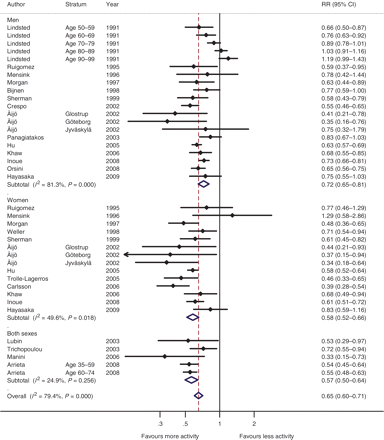 RR (95% CI)
Study Strata Year
Men
Lindsted Age 50–59 1991 0.66 (0.50–0.87)
Lindsted Age 60–69 1991 0.76 (0.63–0.92)
Lindsted Age 70–79 1991 0.89 (0.78–1.01)
Lindsted Age 80–89 1991 1.03 (0.91–1.16)
Lindsted Age 90–99 1991 1.19 (0.99–1.43)
Ruigomez 1995 0.59 (0.37–0.95)
Mensink 1996 0.78 (0.42–1.44)
Morgan 1997 0.63 (0.44–0.89)
Bijnen 1998 0.77 (0.59–1.00)
Sherman 1999 0.58 (0.43–0.79)
Crespo 2002 0.55 (0.46–0.65)
Äijö Glostrup 2002 0.41 (0.21–0.78)
Äijö Göteborg 2002 0.35 (0.16–0.76)
Äijö Jyväskylä 2002 0.75 (0.32–1.79)
Panagiatakos 2003 0.83 (0.67–1.03)
Hu 2005 0.63 (0.57–0.69)
Khaw 2006 0.68 (0.55–0.85)
Inoue 2008 0.73 (0.66–0.81)
Orsini 2008 0.65 (0.56–0.75)
Hayasaka 2009 0.75 (0.55–1.03)
Subtotal (I² = 81.3%, P = 0.000) 0.72 (0.65–0.81)
Women
Ruigomez 1995 0.77 (0.46–1.29)
Mensink 1996 1.29 (0.58–2.86)
Morgan 1997 0.48 (0.36–0.65)
Weller 1998 0.71 (0.54–0.94)
Sherman 1999 0.61 (0.45–0.82)
Äijö Glostrup 2002 0.44 (0.21–0.93)
Äijö Göteborg 2002 0.37 (0.15–0.94)
Äijö Jyväskylä 2002 0.34 (0.18–0.64)
Hu 2005 0.58 (0.52–0.64)
Trolle-Lagerros 2005 0.46 (0.33–0.65)
Carlsson 2006 0.39 (0.28–0.54)
Khaw 2006 0.68 (0.49–0.94)
Inoue 2008 0.61 (0.51–0.72)
Hayasaka 2009 0.83 (0.59–1.16)
Subtotal (I² = 49.6%, P = 0.018) 0.58 (0.52–0.66)
Both sexes
Lubin 2003 0.53 (0.29–0.97)
Trichopoulou 2003 0.72 (0.55–0.94)
Manini 2006 0.33 (0.15–0.73)
Arrieta Age 35–59 2008 0.54 (0.45–0.64)
Arrieta Age 60–74 2008 0.55 (0.48–0.63)
Subtotal (I² = 24.9%, P = 0.256) 0.57 (0.50–0.64)
Overall (I² = 79.4%, P = 0.000) 0.65 (0.60–0.71)
.3 .5 1 2
Favours more activity Favours less activity